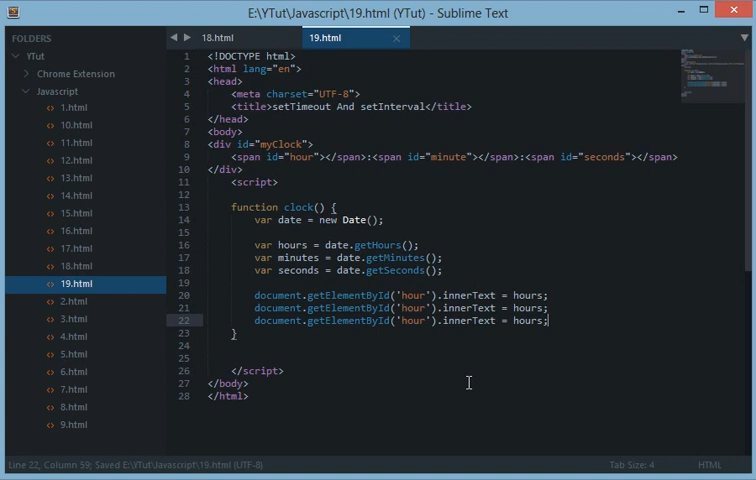 E:\YTut\Javascript\19.html (YTut) - Sublime Text
FOLDERS
YTut
Chrome Extension
Javascript
1.html
10.html
11.html
12.html
13.html
14.html
15.html
16.html
17.html
18.html
19.html
2.html
3.html
4.html
5.html
6.html
7.html
8.html
9.html
18.html
19.html
1 <!DOCTYPE html>
2 <html lang="en">
3 <head>
4 <meta charset="UTF-8">
5 <title>setTimeout And setInterval</title>
6 </head>
7 <body>
8 <div id="myClock">
9 <span id="hour"></span>:<span id="minute"></span>:<span id="seconds"></span>
10 </div>
11 <script>
12
13 function clock() {
14 var date = new Date();
15
16 var hours = date.getHours();
17 var minutes = date.getMinutes();
18 var seconds = date.getSeconds();
19
20 document.getElementById('hour').innerText = hours;
21 document.getElementById('hour').innerText = hours;
22 document.getElementById('hour').innerText = hours;
23 }
24
25
26 </script>
27 </body>
28 </html>
Line 22, Column 59; Saved E:\YTut\Javascript\19.html (UTF-8)
Tab Size: 4
HTML